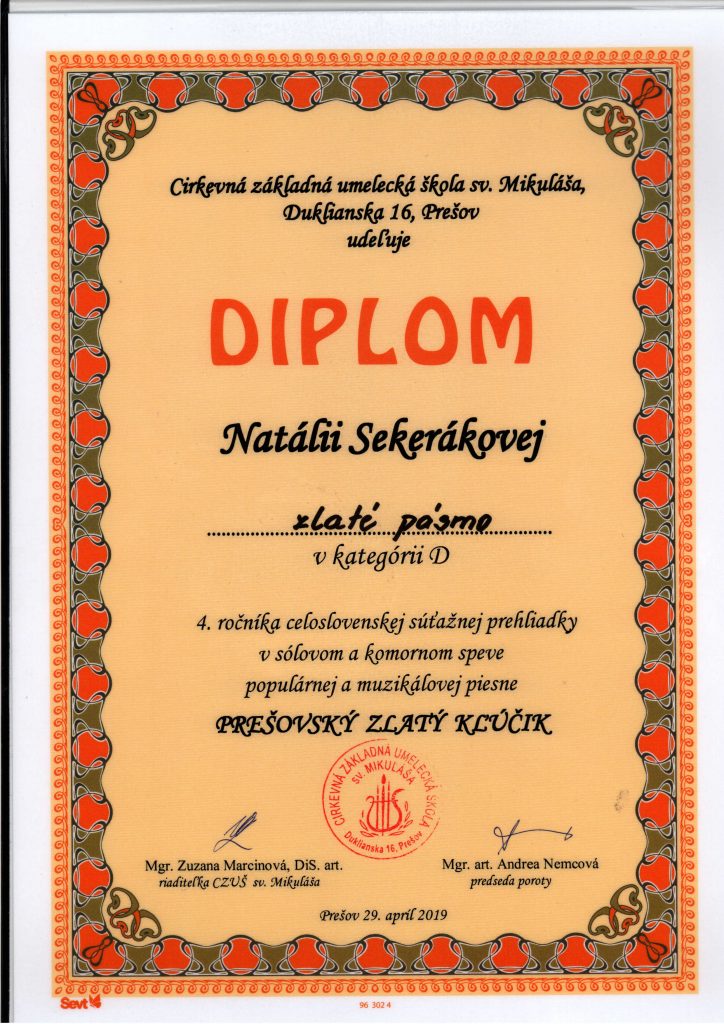 Cirkevná základná umelecká škola sv. Mikuláša,
Duklianska 16, Prešov
udeľuje
DIPLOM
Natálii Sekerákovej
zlaté pásmo
v kategórii D
4. ročníka celoslovenskej súťažnej prehliadky
v sólovom a komornom speve
populárnej a muzikálovej piesne
PREŠOVSKÝ ZLATÝ KĽÚČIK
CIRKEVNÁ ZÁKLADNÁ UMELECKÁ ŠKOLA
SV. MIKULÁŠA
Duklianska 16, Prešov
Mgr. Zuzana Marcinová, DiS. art.
riaditeľka CZUŠ sv. Mikuláša
Mgr. art. Andrea Nemcová
predseda poroty
Prešov 29. apríl 2019
Sevt
96 302 4